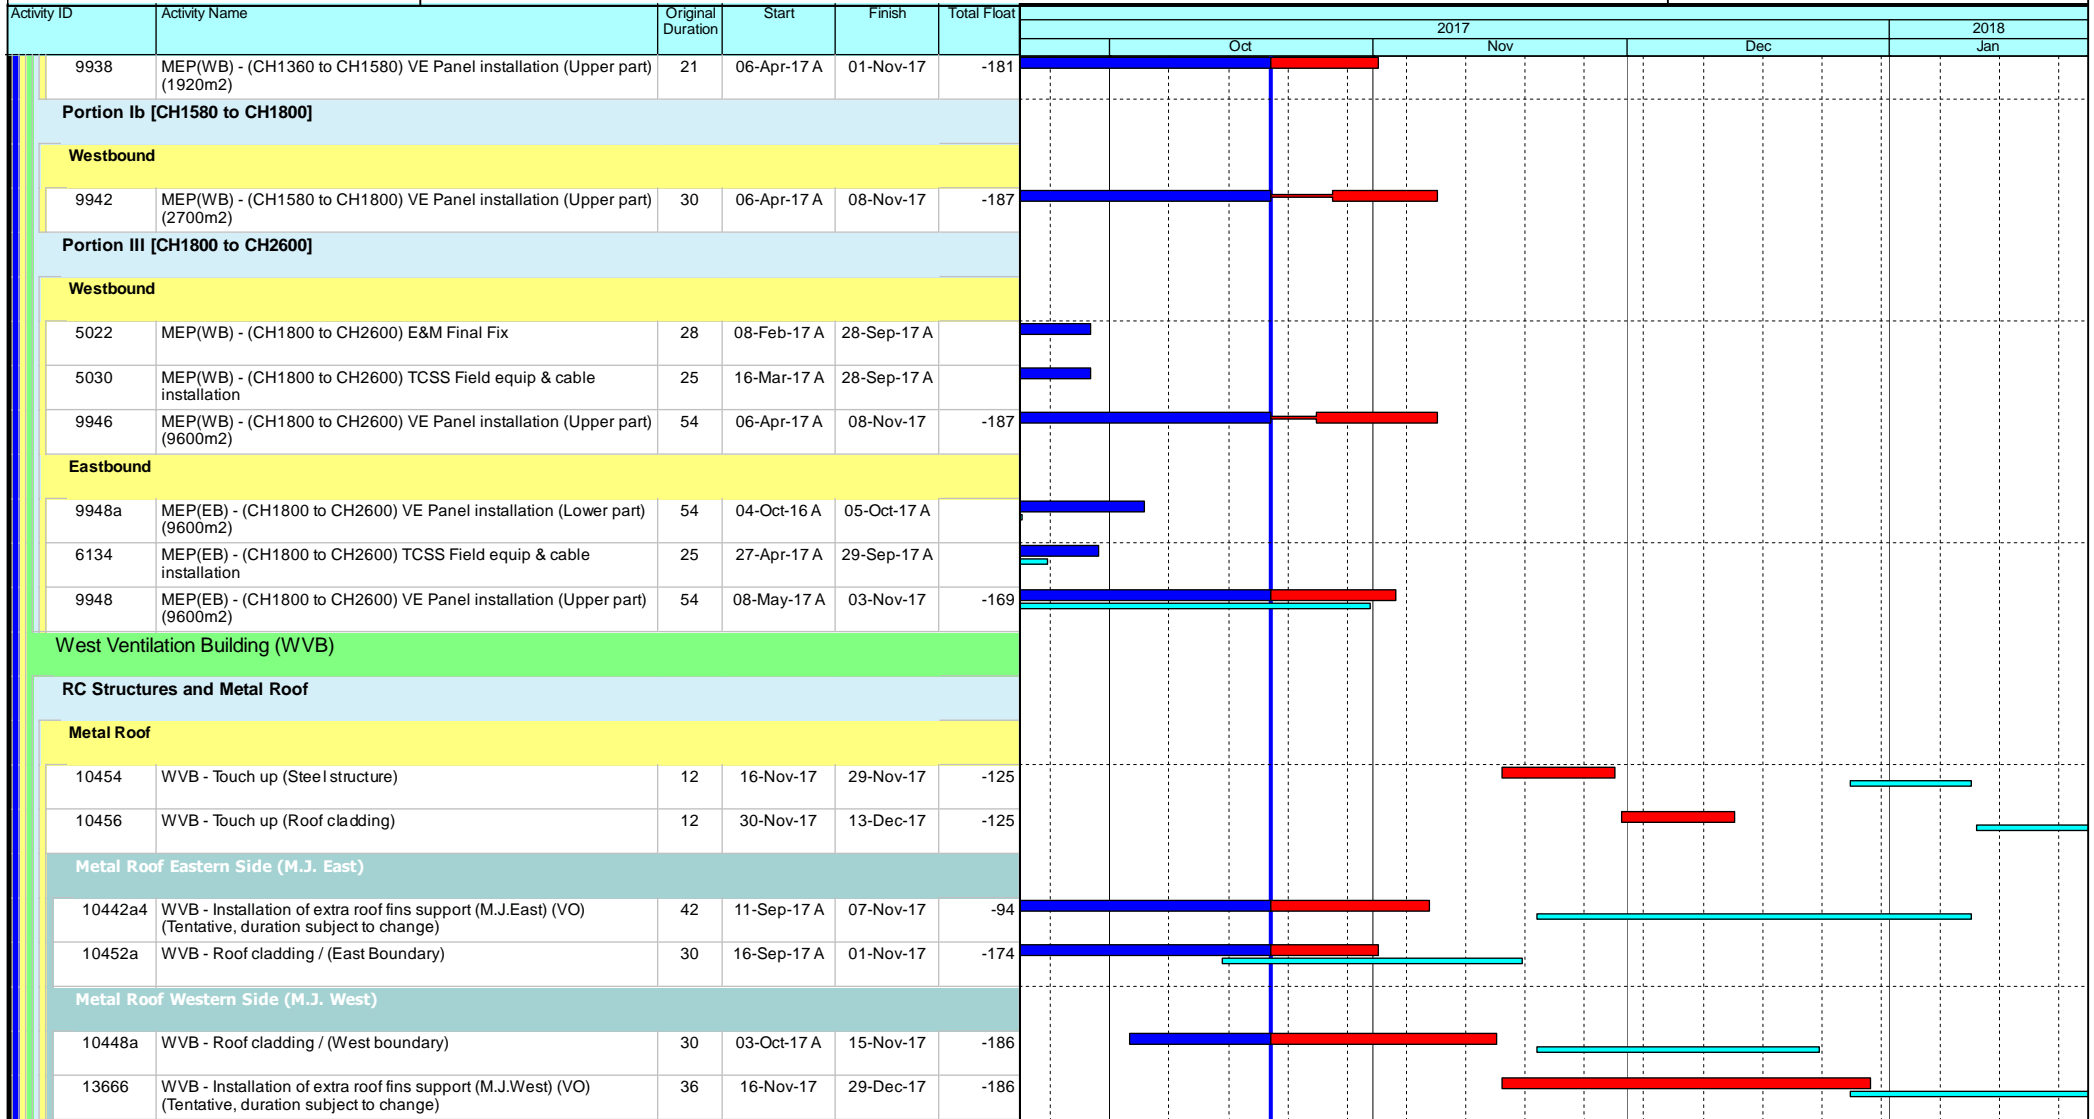 Activity ID Activity Name Original Start Finish Total Float
Duration
2017 2018
Oct Nov Dec Jan
9938 MEP(WB) - (CH1360 to CH1580) VE Panel installation (Upper part) 21 06-Apr-17 A 01-Nov-17 -181
(1920m2)
Portion Ib [CH1580 to CH1800]
Westbound
9942 MEP(WB) - (CH1580 to CH1800) VE Panel installation (Upper part) 30 06-Apr-17 A 08-Nov-17 -187
(2700m2)
Portion III [CH1800 to CH2600]
Westbound
5022 MEP(WB) - (CH1800 to CH2600) E&M Final Fix 28 08-Feb-17 A 28-Sep-17 A
5030 MEP(WB) - (CH1800 to CH2600) TCSS Field equip & cable 25 16-Mar-17 A 28-Sep-17 A
installation
9946 MEP(WB) - (CH1800 to CH2600) VE Panel installation (Upper part) 54 06-Apr-17 A 08-Nov-17 -187
(9600m2)
Eastbound
9948a MEP(EB) - (CH1800 to CH2600) VE Panel installation (Lower part) 54 04-Oct-16 A 05-Oct-17 A
(9600m2)
6134 MEP(EB) - (CH1800 to CH2600) TCSS Field equip & cable 25 27-Apr-17 A 29-Sep-17 A
installation
9948 MEP(EB) - (CH1800 to CH2600) VE Panel installation (Upper part) 54 08-May-17 A 03-Nov-17 -169
(9600m2)
West Ventilation Building (WVB)
RC Structures and Metal Roof
Metal Roof
10454 WVB - Touch up (Steel structure) 12 16-Nov-17 29-Nov-17 -125
10456 WVB - Touch up (Roof cladding) 12 30-Nov-17 13-Dec-17 -125
Metal Roof Eastern Side (M.J. East)
10442a4 WVB - Installation of extra roof fins support (M.J.East) (VO) 42 11-Sep-17 A 07-Nov-17 -94
(Tentative, duration subject to change)
10452a WVB - Roof cladding / (East Boundary) 30 16-Sep-17 A 01-Nov-17 -174
Metal Roof Western Side (M.J. West)
10448a WVB - Roof cladding / (West boundary) 30 03-Oct-17 A 15-Nov-17 -186
13666 WVB - Installation of extra roof fins support (M.J.West) (VO) 36 16-Nov-17 29-Dec-17 -186
(Tentative, duration subject to change)